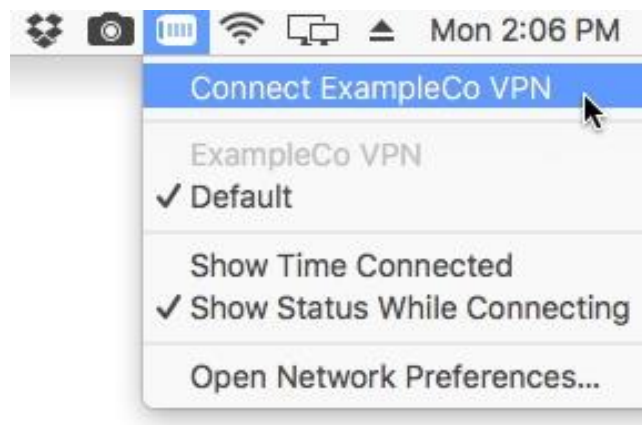 Mon 2:06 PM
Connect ExampleCo VPN
ExampleCo VPN
✓ Default
Show Time Connected
✓ Show Status While Connecting
Open Network Preferences...